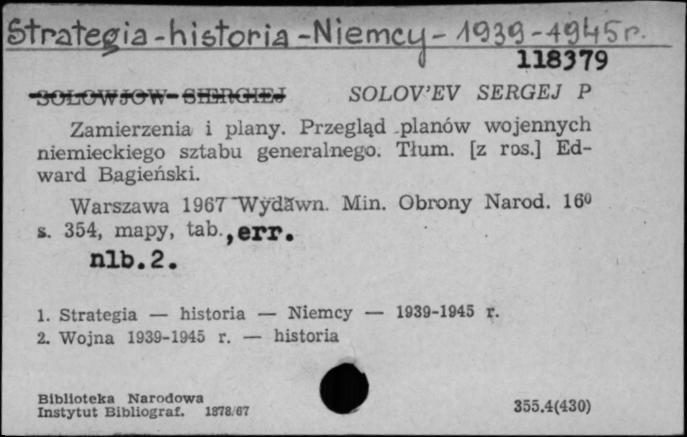 Strategia - historia - Niemcy - 1939-1945 r.
118379
SOŁOWJOW SIERGIEJ SOLOV'EV SERGEJ P
Zamierzenia i plany. Przegląd planów wojennych
niemieckiego sztabu generalnego. Tłum. [z ros.] Ed-
ward Bagieński.
Warszawa 1967 Wydawn. Min. Obrony Narod. 16⁰
s. 354, mapy, tab., err.
nlb. 2.
1. Strategia — historia — Niemcy — 1939-1945 r.
2. Wojna 1939-1945 r. — historia
Biblioteka Narodowa
Instytut Bibliograf. 1878/67
355.4(430)